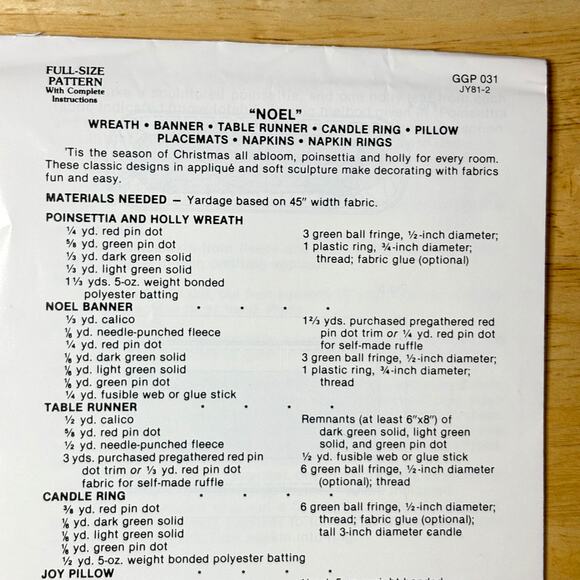 FULL-SIZE
PATTERN
With Complete
Instructions
GGP 031
JY81-2
"NOEL"
WREATH • BANNER • TABLE RUNNER • CANDLE RING • PILLOW
PLACEMATS • NAPKINS • NAPKIN RINGS
'Tis the season of Christmas all abloom, poinsettia and holly for every room.
These classic designs in appliqué and soft sculpture make decorating with fabrics
fun and easy.
MATERIALS NEEDED – Yardage based on 45" width fabric.
POINSETTIA AND HOLLY WREATH
¼ yd. red pin dot
⅝ yd. green pin dot
⅓ yd. dark green solid
⅓ yd. light green solid
1⅓ yds. 5-oz. weight bonded
polyester batting
3 green ball fringe, ½-inch diameter;
1 plastic ring, ¾-inch diameter;
thread; fabric glue (optional)
NOEL BANNER
⅓ yd. calico
⅛ yd. needle-punched fleece
¼ yd. red pin dot
⅛ yd. dark green solid
⅛ yd. light green solid
⅛ yd. green pin dot
¼ yd. fusible web or glue stick
1⅔ yds. purchased pregathered red
pin dot trim or ¼ yd. red pin dot
for self-made ruffle
3 green ball fringe, ½-inch diameter;
1 plastic ring, ¾-inch diameter;
thread
TABLE RUNNER
½ yd. calico
⅝ yd. red pin dot
½ yd. needle-punched fleece
3 yds. purchased pregathered red pin
dot trim or ⅓ yd. red pin dot
fabric for self-made ruffle
Remnants (at least 6"x8") of
dark green solid, light green
solid, and green pin dot
½ yd. fusible web or glue stick
6 green ball fringe, ½-inch diameter
(optional); thread
CANDLE RING
⅜ yd. red pin dot
⅛ yd. dark green solid
⅛ yd. light green solid
⅛ yd. green pin dot
½ yd. 5-oz. weight bonded polyester batting
6 green ball fringe, ½-inch diameter;
thread; fabric glue (optional);
tall 3-inch diameter candle
JOY PILLOW